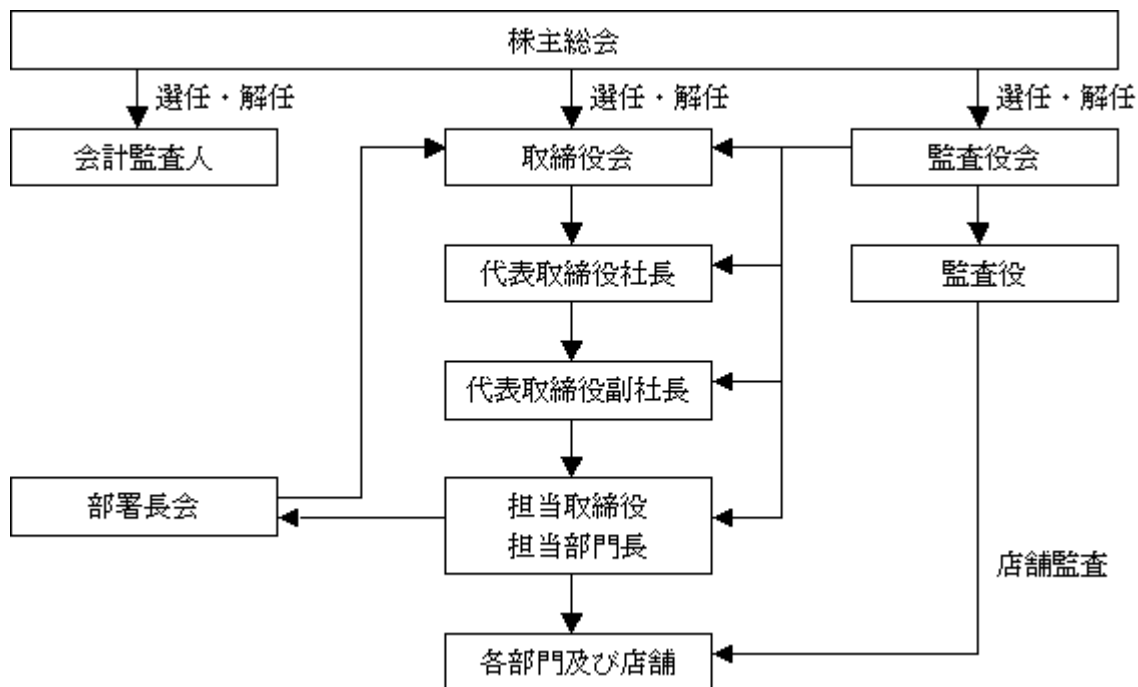 株主総会
選任・解任
選任・解任
選任・解任
会計監査人
取締役会
監査役会
代表取締役社長
監査役
代表取締役副社長
部署長会
担当取締役
担当部門長
店舗監査
各部門及び店舗